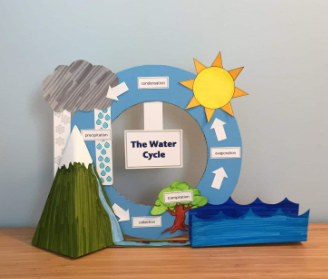 condensation
precipitation
The Water
Cycle
evaporation
transpiration
collection